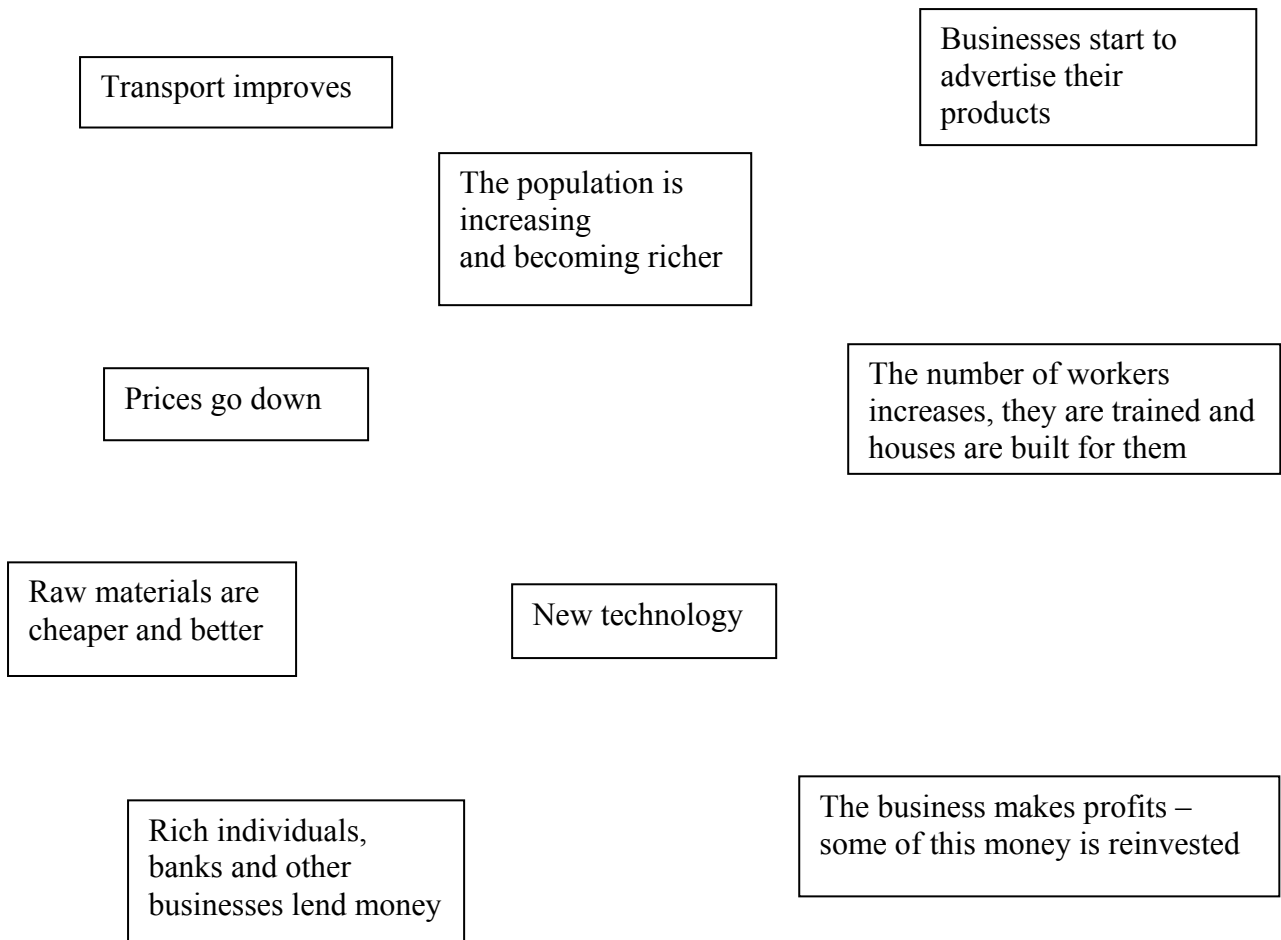 Businesses start to
advertise their
products
Transport improves
The population is
increasing
and becoming richer
The number of workers
increases, they are trained and
houses are built for them
Prices go down
Raw materials are
cheaper and better
New technology
The business makes profits –
some of this money is reinvested
Rich individuals,
banks and other
businesses lend money